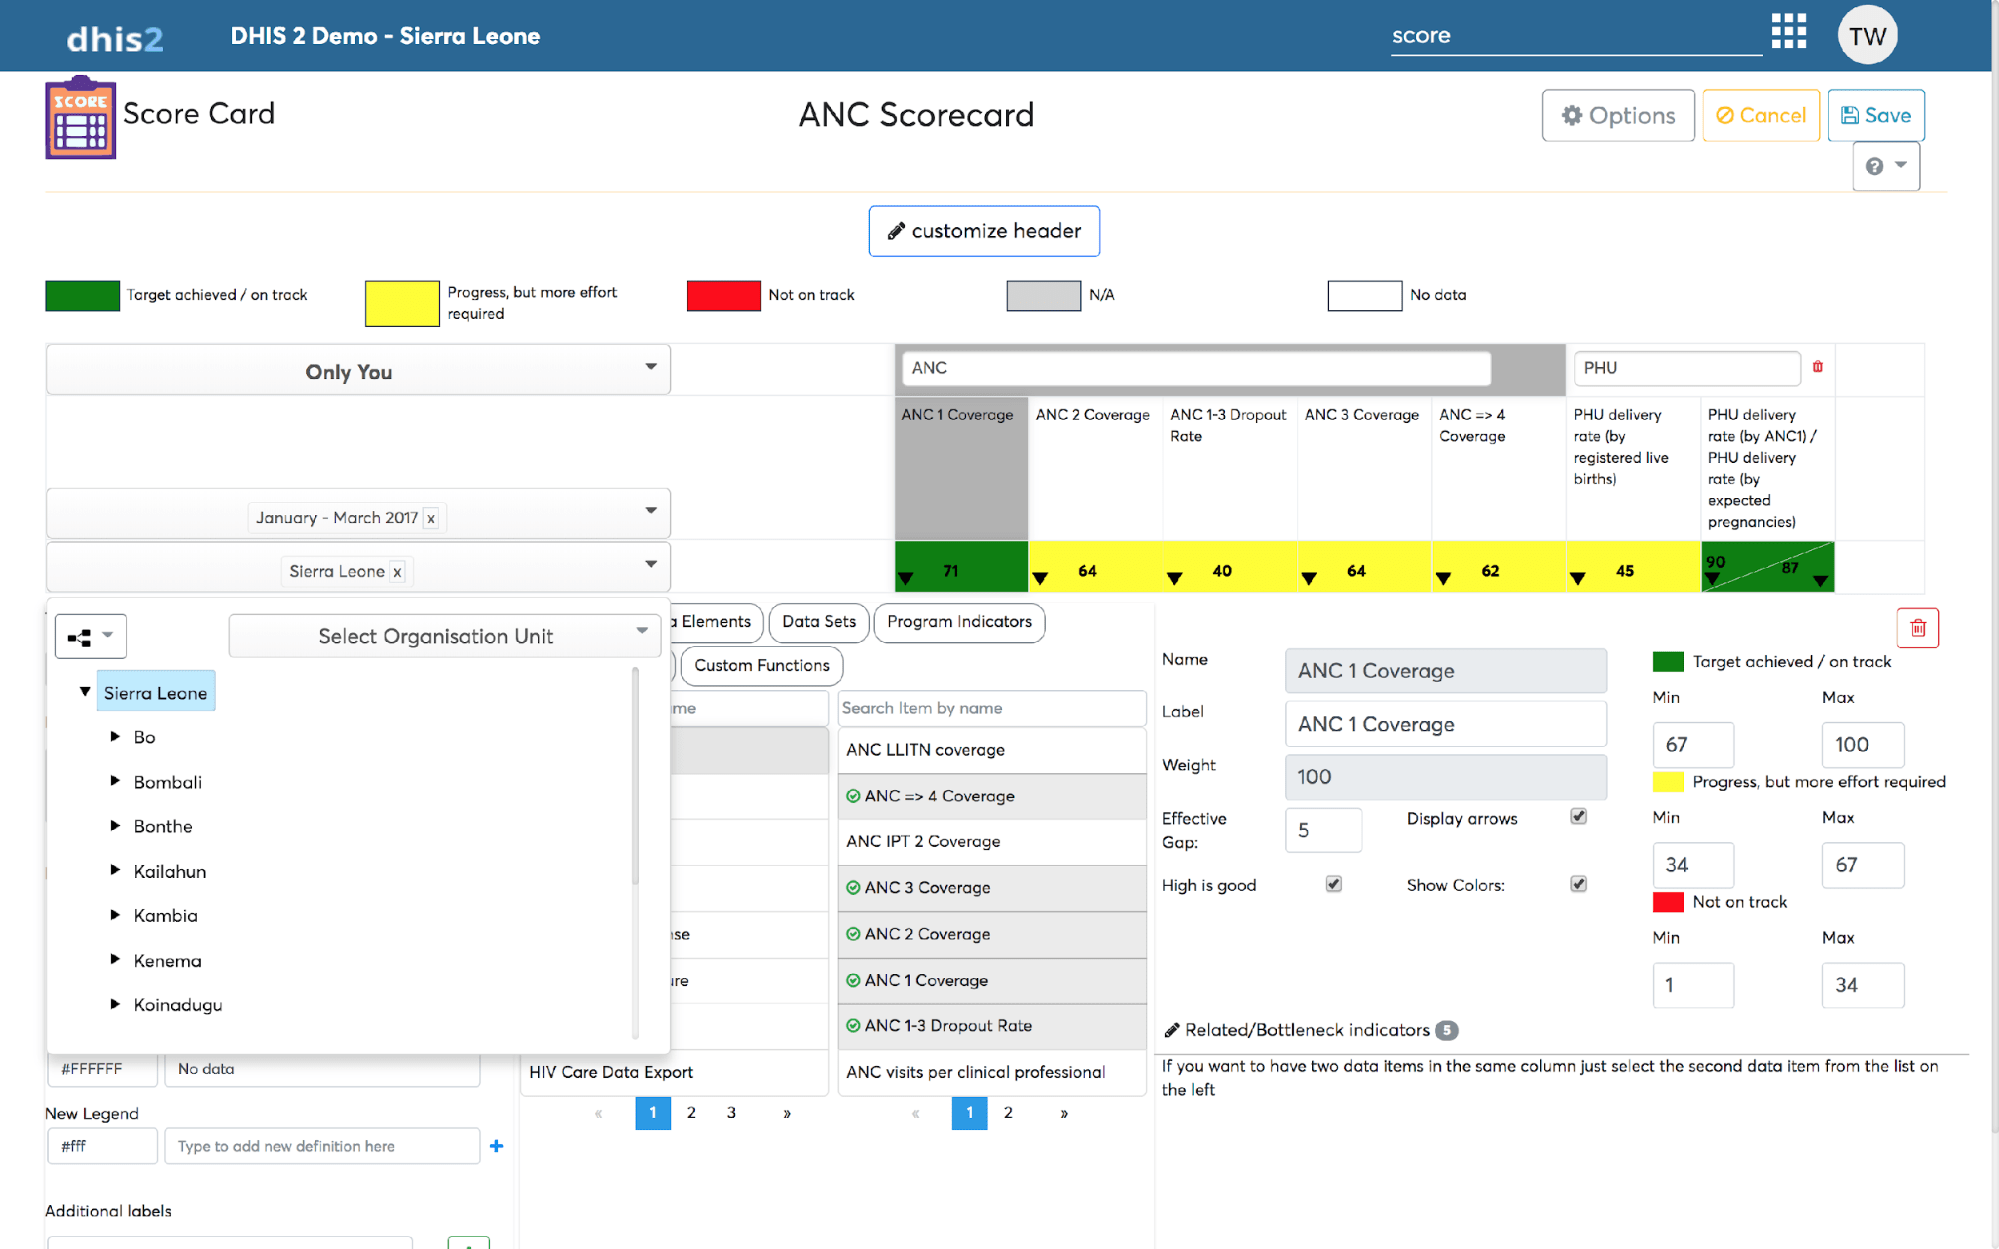 dhis2
DHIS 2 Demo - Sierra Leone
score
TW
SCORE
Score Card
ANC Scorecard
Options
Cancel
Save
customize header
Target achieved / on track
Progress, but more effort
required
Not on track
N/A
No data
Only You
ANC
PHU
ANC 1 Coverage
ANC 2 Coverage
ANC 1-3 Dropout
Rate
ANC 3 Coverage
ANC => 4
Coverage
PHU delivery
rate (by
registered live
births)
PHU delivery
rate (by ANC1) /
PHU delivery
rate (by
expected
pregnancies)
January - March 2017 x
Sierra Leone x
71
64
40
64
62
45
90
87
Select Organisation Unit
Sierra Leone
Bo
Bombali
Bonthe
Kailahun
Kambia
Kenema
Koinadugu
a Elements
Data Sets
Program Indicators
Custom Functions
me
Search Item by name
ANC LLITN coverage
ANC => 4 Coverage
ANC IPT 2 Coverage
ANC 3 Coverage
nse
ANC 2 Coverage
ure
ANC 1 Coverage
ANC 1-3 Dropout Rate
HIV Care Data Export
ANC visits per clinical professional
« 1 2 3 »
« 1 2 »
#FFFFFF
No data
New Legend
#fff
Type to add new definition here
+
Additional labels
Name
ANC 1 Coverage
Label
ANC 1 Coverage
Weight
100
Effective
Gap:
5
Display arrows
High is good
Show Colors:
Target achieved / on track
Min
Max
67
100
Progress, but more effort required
Min
Max
34
67
Not on track
Min
Max
1
34
Related/Bottleneck indicators 5
If you want to have two data items in the same column just select the second data item from the list on
the left